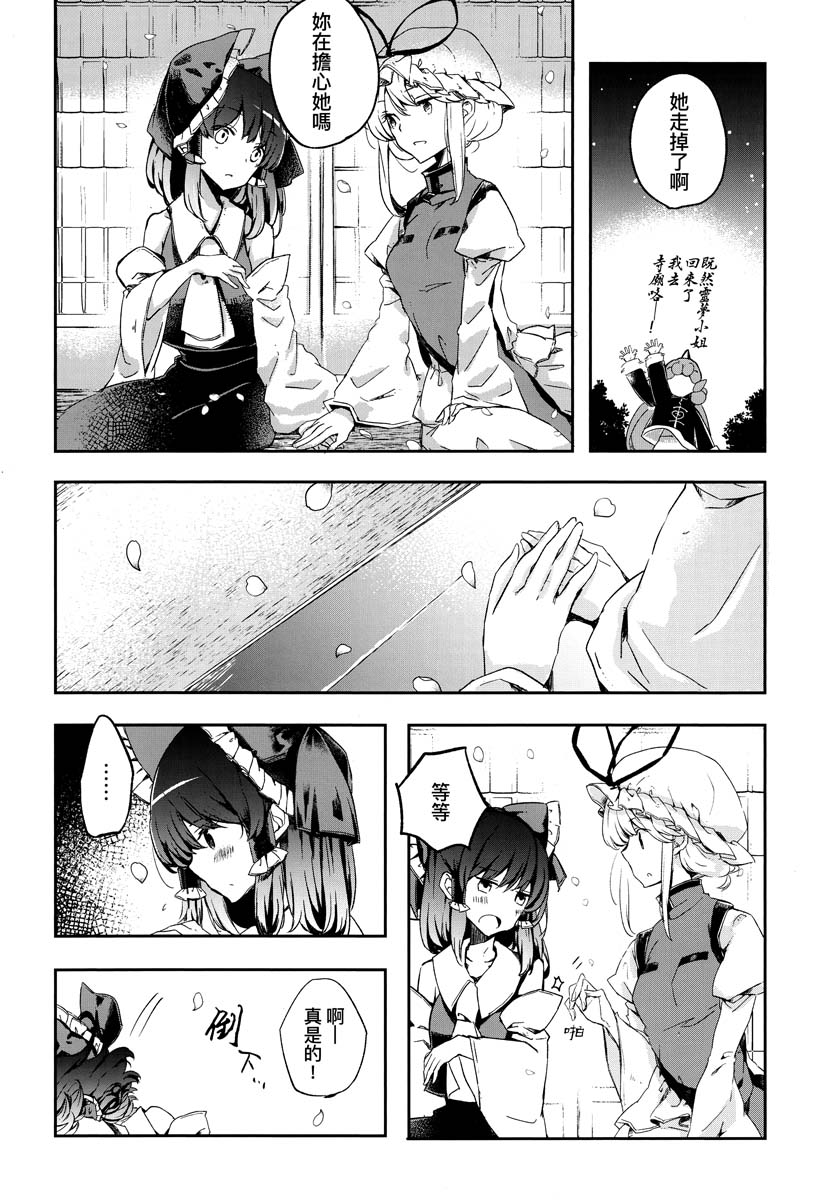 她走掉了啊
既然靈夢小姐
回來了
我去
寺廟咯—！
妳在擔心她嗎
等等
啪
……
啊—
真是的！
倒下…